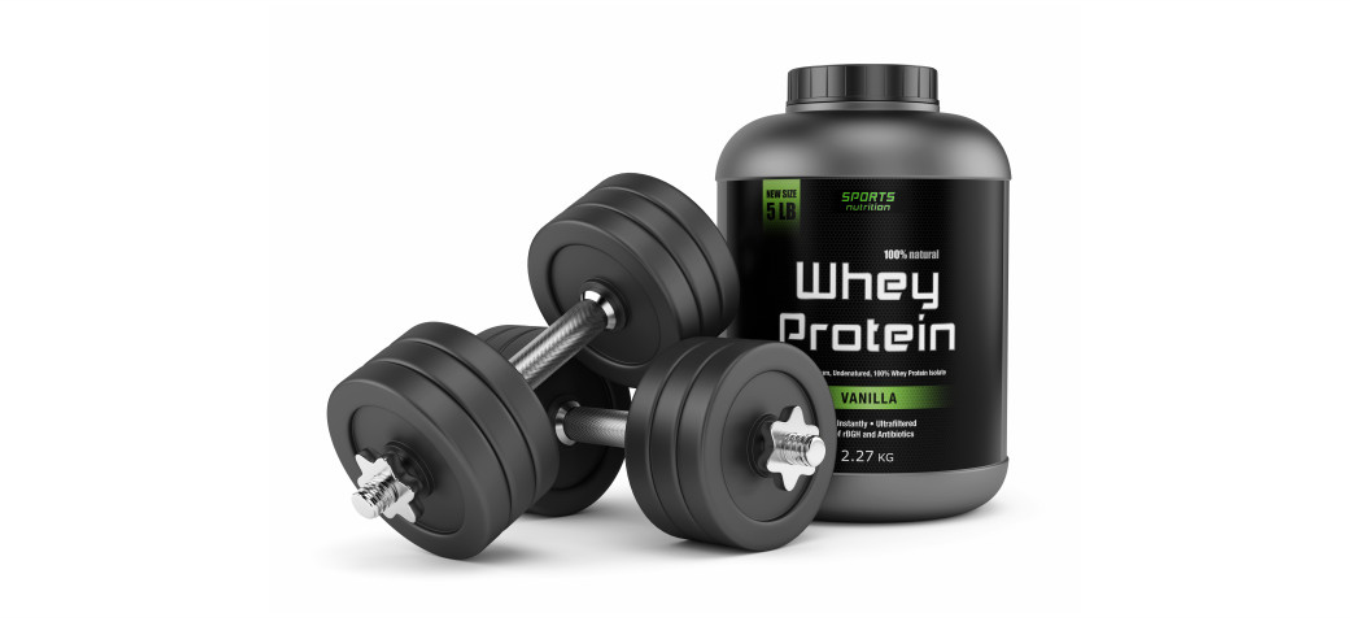 NEW SIZE
5 LB
SPORTS
nutrition
100% natural
Whey
Protein
Undenatured, 100% Whey Protein Isolate
VANILLA
Instantly • Ultrafiltered
rBGH and Antibiotics
2.27 KG